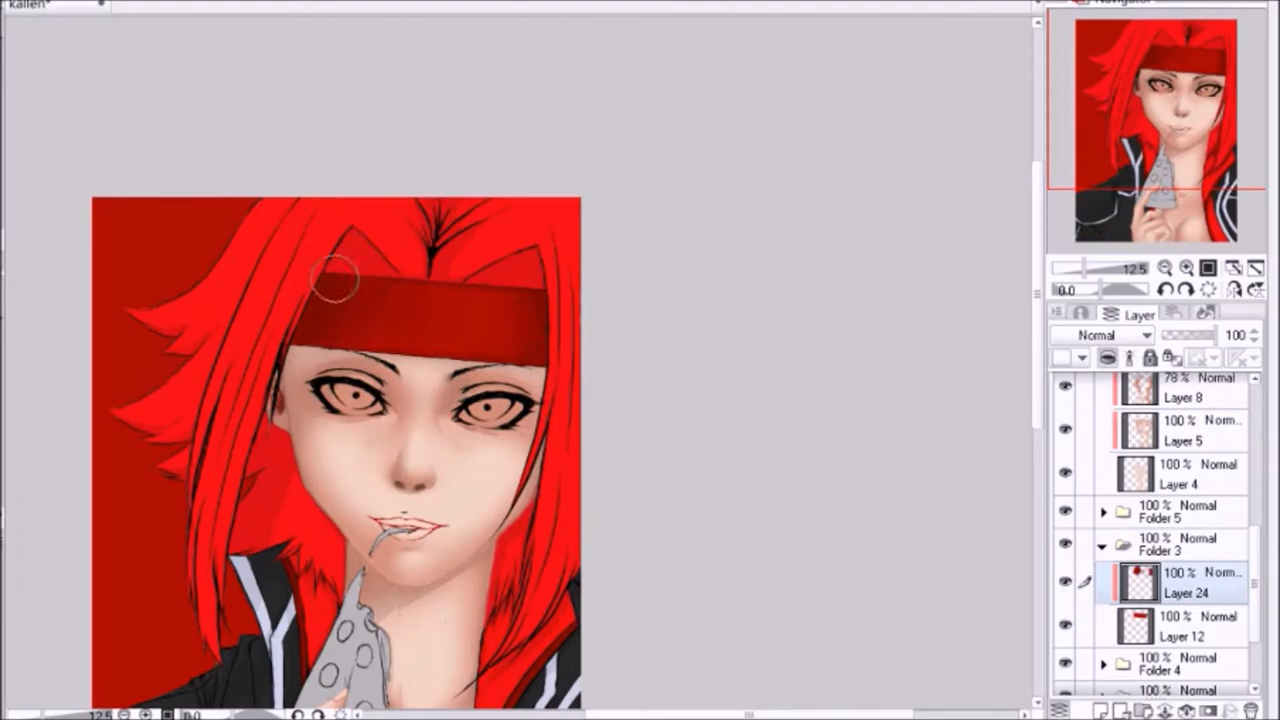 kallen*
Navigator
12.5
0.0
Layer
Normal
100
78 % Normal
Layer 8
100 % Norm..
Layer 5
100 % Normal
Layer 4
100 % Normal
Folder 5
100 % Normal
Folder 3
100 % Norm...
Layer 24
100 % Normal
Layer 12
100 % Normal
Folder 4
100 % Normal
12.5
0.0